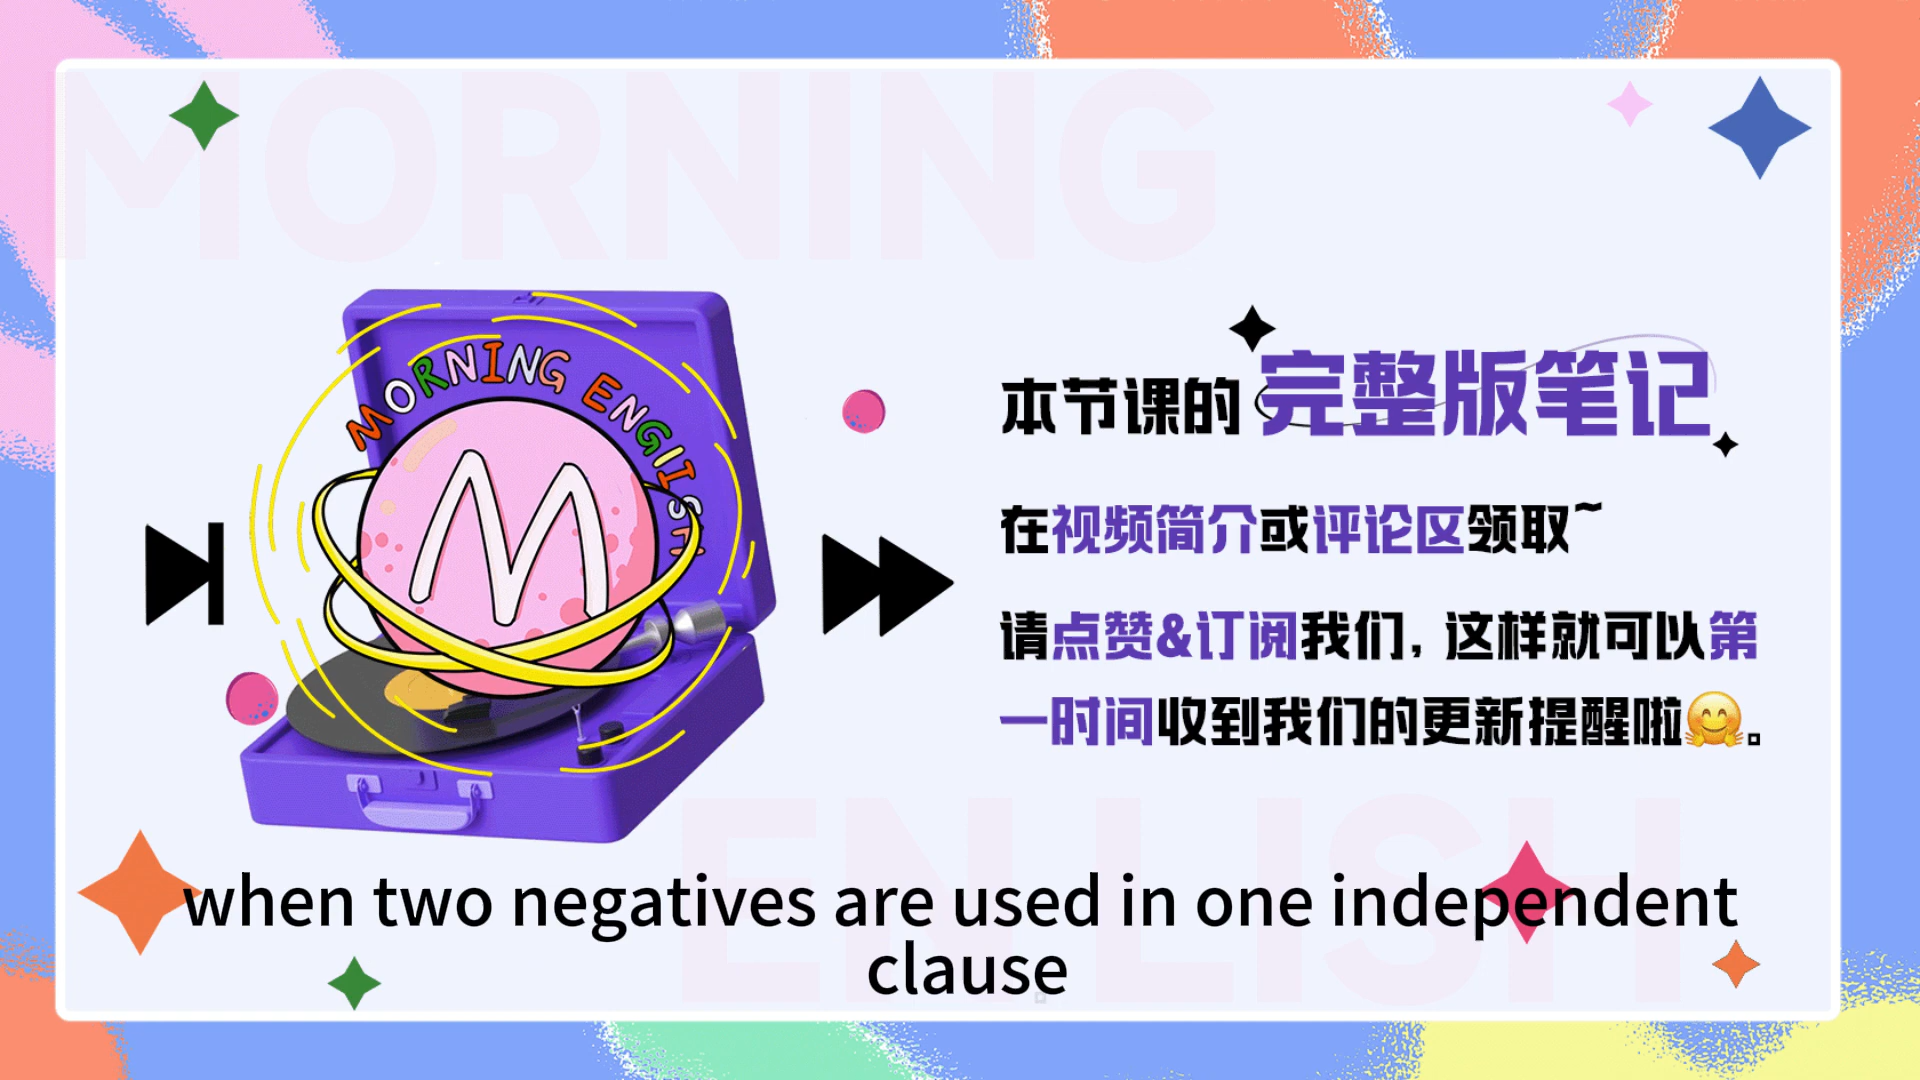 MORNING
MORNING ENGLISH
M
本节课的完整版笔记
在视频简介或评论区领取~
请点赞&订阅我们，这样就可以第
一时间收到我们的更新提醒啦🤗。
EN LISH
when two negatives are used in one independent
clause